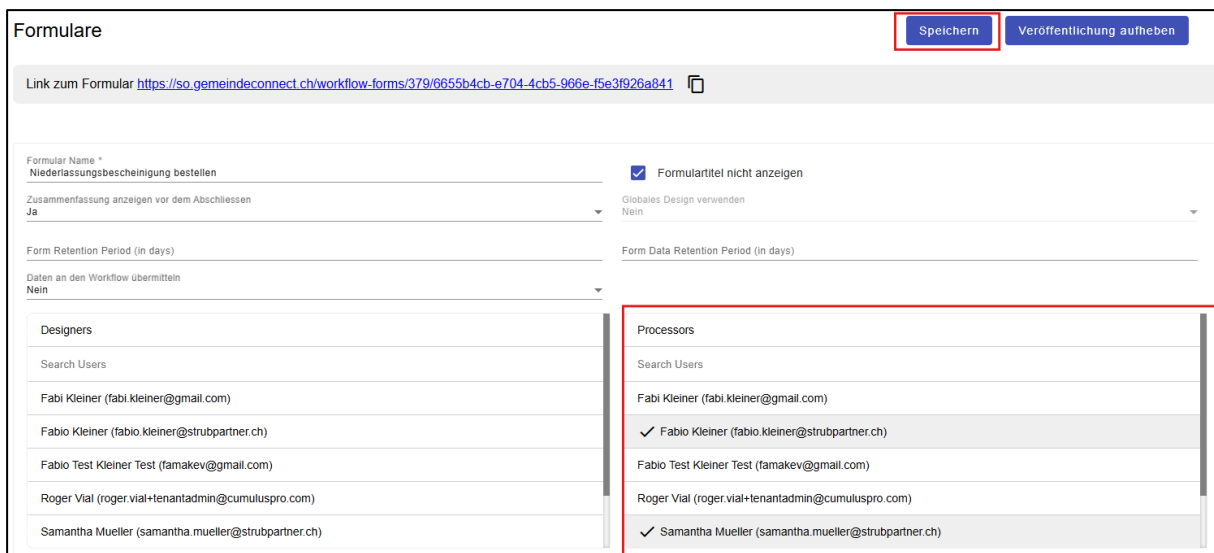 Formulare
Speichern
Veröffentlichung aufheben
Link zum Formular https://so.gemeindeconnect.ch/workflow-forms/379/6655b4cb-e704-4cb5-966e-f5e3f926a841
Formular Name *
Niederlassungsbescheinigung bestellen
Formulartitel nicht anzeigen
Zusammenfassung anzeigen vor dem Abschliessen
Ja
Globales Design verwenden
Nein
Form Retention Period (in days)
Form Data Retention Period (in days)
Daten an den Workflow übermitteln
Nein
Designers
Search Users
Fabi Kleiner (fabi.kleiner@gmail.com)
Fabio Kleiner (fabio.kleiner@strubpartner.ch)
Fabio Test Kleiner Test (famakev@gmail.com)
Roger Vial (roger.vial+tenantadmin@cumuluspro.com)
Samantha Mueller (samantha.mueller@strubpartner.ch)
Processors
Search Users
Fabi Kleiner (fabi.kleiner@gmail.com)
Fabio Kleiner (fabio.kleiner@strubpartner.ch)
Fabio Test Kleiner Test (famakev@gmail.com)
Roger Vial (roger.vial+tenantadmin@cumuluspro.com)
Samantha Mueller (samantha.mueller@strubpartner.ch)